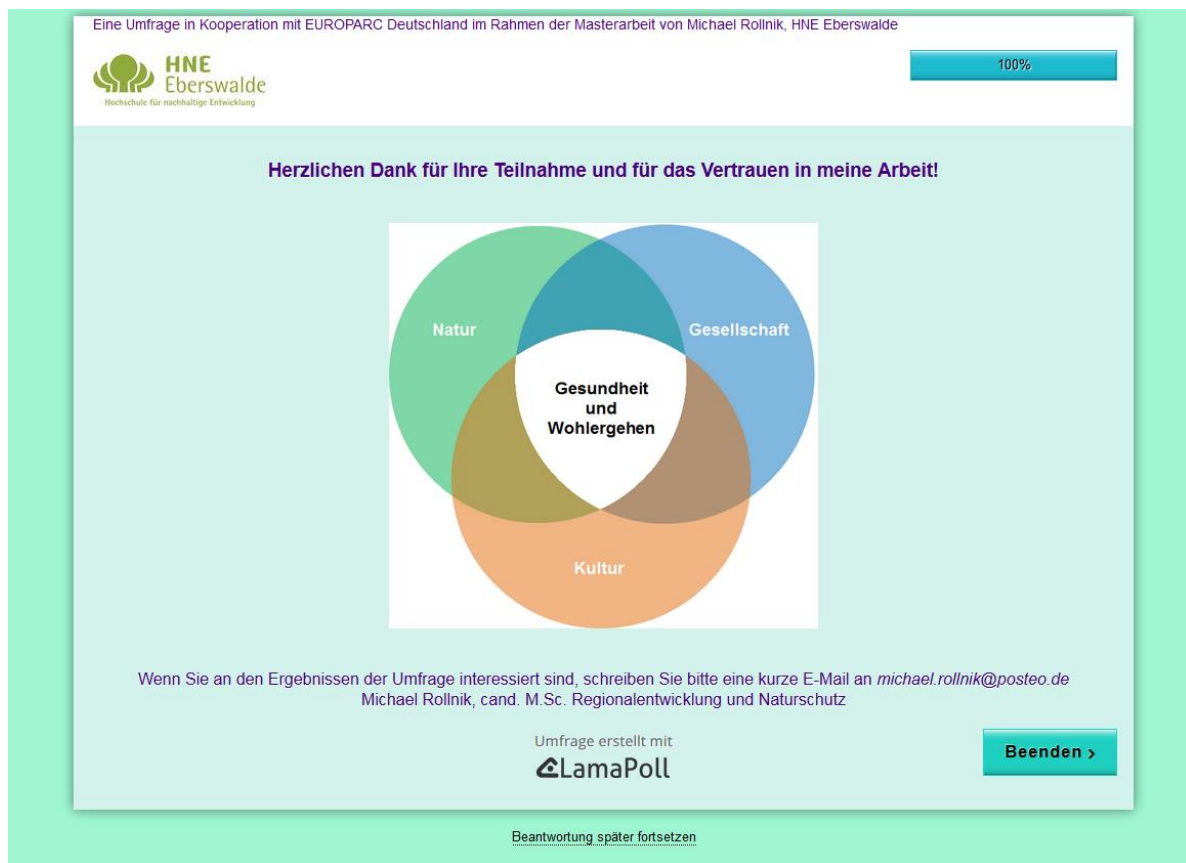 Eine Umfrage in Kooperation mit EUROPARC Deutschland im Rahmen der Masterarbeit von Michael Rollnik, HNE Eberswalde
HNE
Eberswalde
Hochschule für nachhaltige Entwicklung
100%
Herzlichen Dank für Ihre Teilnahme und für das Vertrauen in meine Arbeit!
Natur
Gesellschaft
Gesundheit
und
Wohlergehen
Kultur
Wenn Sie an den Ergebnissen der Umfrage interessiert sind, schreiben Sie bitte eine kurze E-Mail an michael.rollnik@posteo.de
Michael Rollnik, cand. M.Sc. Regionalentwicklung und Naturschutz
Umfrage erstellt mit
LamaPoll
Beenden ›
Beantwortung später fortsetzen